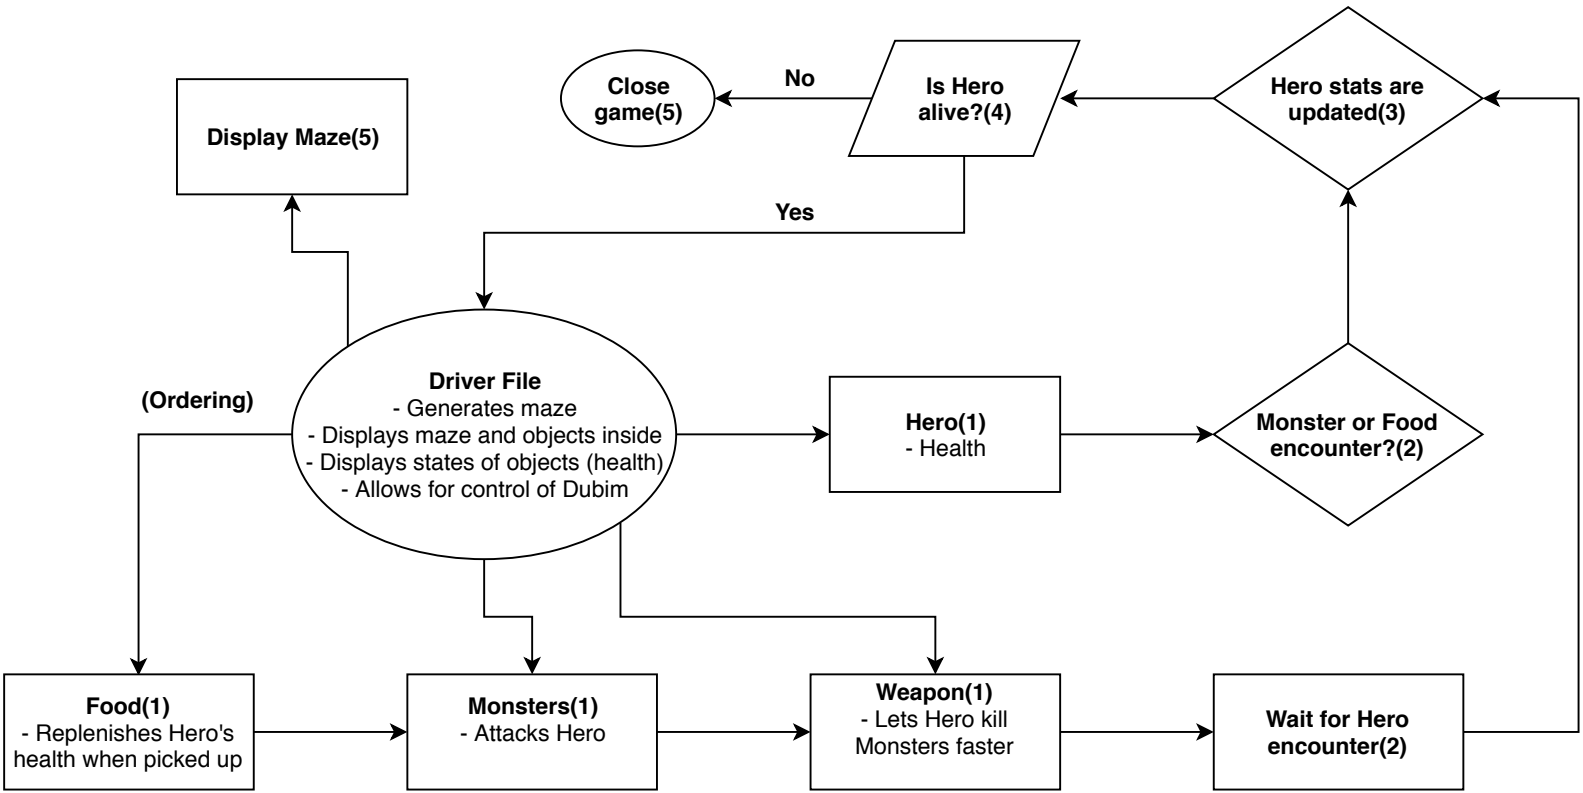 Close
game(5)
No
Is Hero
alive?(4)
Hero stats are
updated(3)
Display Maze(5)
Yes
(Ordering)
Driver File
- Generates maze
- Displays maze and objects inside
- Displays states of objects (health)
- Allows for control of Dubim
Hero(1)
- Health
Monster or Food
encounter?(2)
Food(1)
- Replenishes Hero's
health when picked up
Monsters(1)
- Attacks Hero
Weapon(1)
- Lets Hero kill
Monsters faster
Wait for Hero
encounter(2)